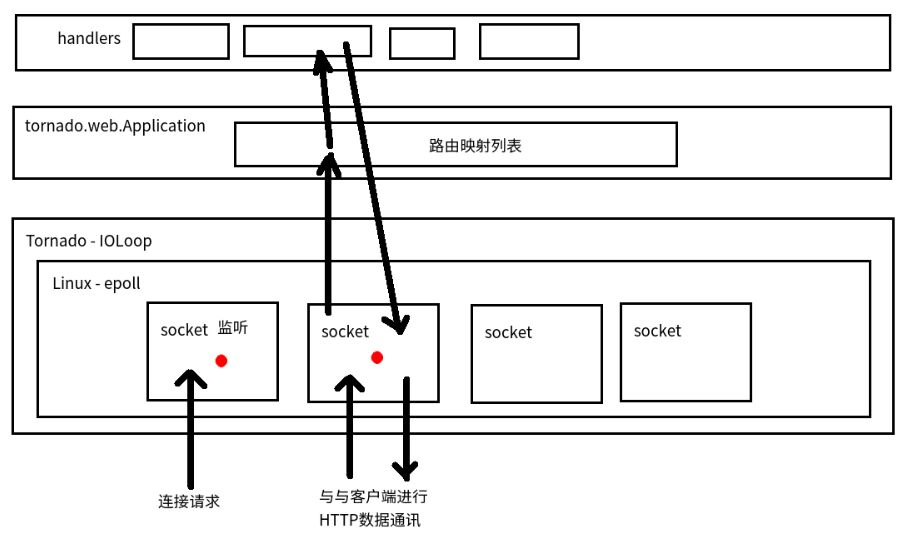 handlers
tornado.web.Application
路由映射列表
Tornado - IOLoop
Linux - epoll
socket 监听
socket
socket
socket
连接请求
与与客户端进行
HTTP数据通讯